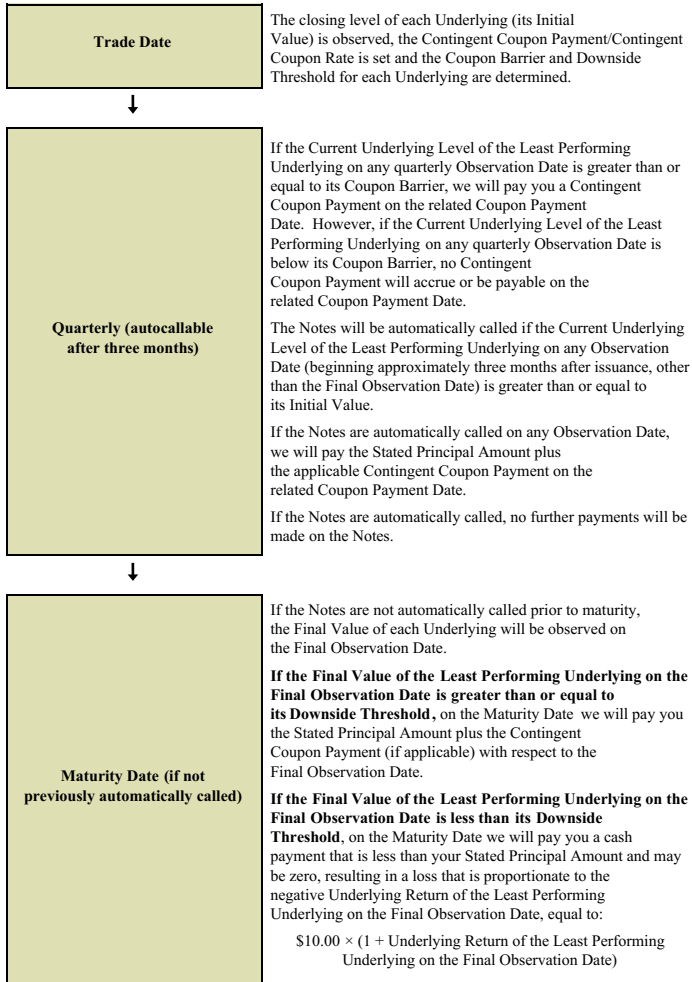 Trade Date
The closing level of each Underlying (its Initial
Value) is observed, the Contingent Coupon Payment/Contingent
Coupon Rate is set and the Coupon Barrier and Downside
Threshold for each Underlying are determined.
Quarterly (autocallable
after three months)
If the Current Underlying Level of the Least Performing
Underlying on any quarterly Observation Date is greater than or
equal to its Coupon Barrier, we will pay you a Contingent
Coupon Payment on the related Coupon Payment
Date. However, if the Current Underlying Level of the Least
Performing Underlying on any quarterly Observation Date is
below its Coupon Barrier, no Contingent
Coupon Payment will accrue or be payable on the
related Coupon Payment Date.
The Notes will be automatically called if the Current Underlying
Level of the Least Performing Underlying on any Observation
Date (beginning approximately three months after issuance, other
than the Final Observation Date) is greater than or equal to
its Initial Value.
If the Notes are automatically called on any Observation Date,
we will pay the Stated Principal Amount plus
the applicable Contingent Coupon Payment on the
related Coupon Payment Date.
If the Notes are automatically called, no further payments will be
made on the Notes.
Maturity Date (if not
previously automatically called)
If the Notes are not automatically called prior to maturity,
the Final Value of each Underlying will be observed on
the Final Observation Date.
If the Final Value of the Least Performing Underlying on the
Final Observation Date is greater than or equal to
its Downside Threshold, on the Maturity Date we will pay you
the Stated Principal Amount plus the Contingent
Coupon Payment (if applicable) with respect to the
Final Observation Date.
If the Final Value of the Least Performing Underlying on the
Final Observation Date is less than its Downside
Threshold, on the Maturity Date we will pay you a cash
payment that is less than your Stated Principal Amount and may
be zero, resulting in a loss that is proportionate to the
negative Underlying Return of the Least Performing
Underlying on the Final Observation Date, equal to:
$10.00 × (1 + Underlying Return of the Least Performing
Underlying on the Final Observation Date)